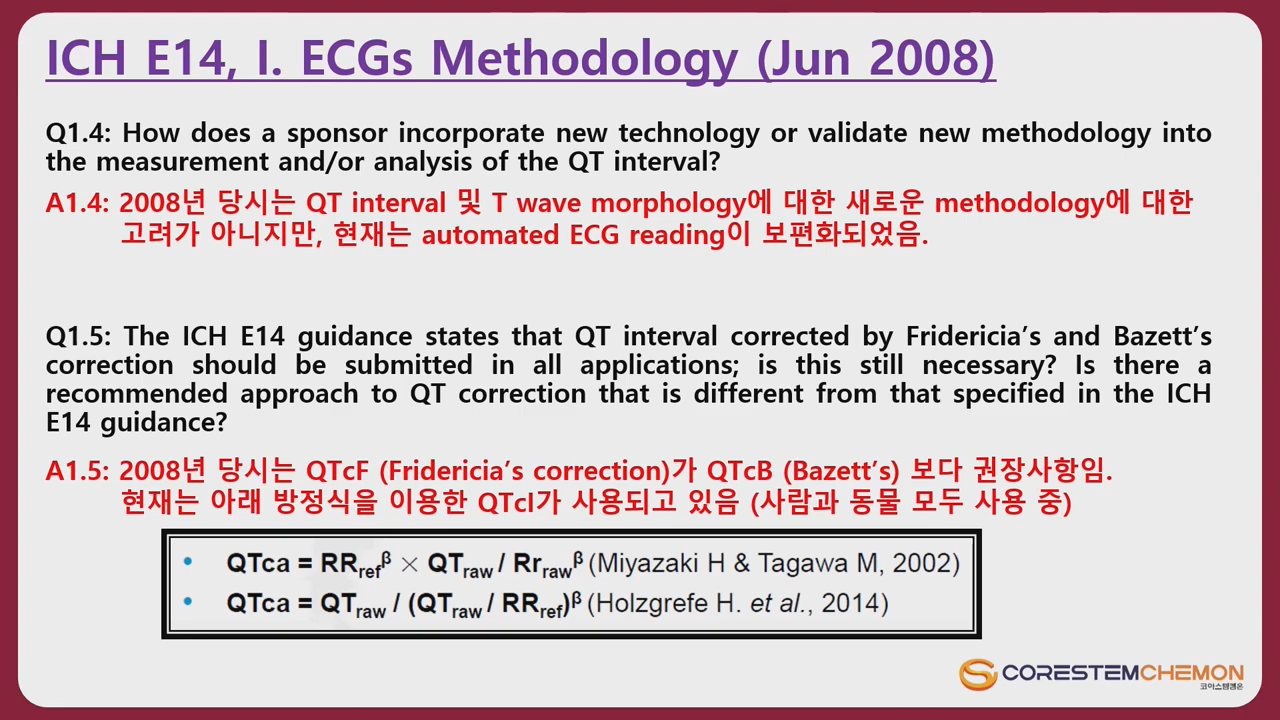 ICH E14, I. ECGs Methodology (Jun 2008)
Q1.4: How does a sponsor incorporate new technology or validate new methodology into
the measurement and/or analysis of the QT interval?
A1.4: 2008년 당시는 QT interval 및 T wave morphology에 대한 새로운 methodology에 대한
고려가 아니지만, 현재는 automated ECG reading이 보편화되었음.
Q1.5: The ICH E14 guidance states that QT interval corrected by Fridericia’s and Bazett’s
correction should be submitted in all applications; is this still necessary? Is there a
recommended approach to QT correction that is different from that specified in the ICH
E14 guidance?
A1.5: 2008년 당시는 QTcF (Fridericia’s correction)가 QTcB (Bazett’s) 보다 권장사항임.
현재는 아래 방정식을 이용한 QTcI가 사용되고 있음 (사람과 동물 모두 사용 중)
• QTca = RRref^β × QTraw / Rrraw^β (Miyazaki H & Tagawa M, 2002)
• QTca = QTraw / (QTraw / RRref)^β (Holzgrefe H. et al., 2014)
CORESTEMCHEMON
코아스템켐온